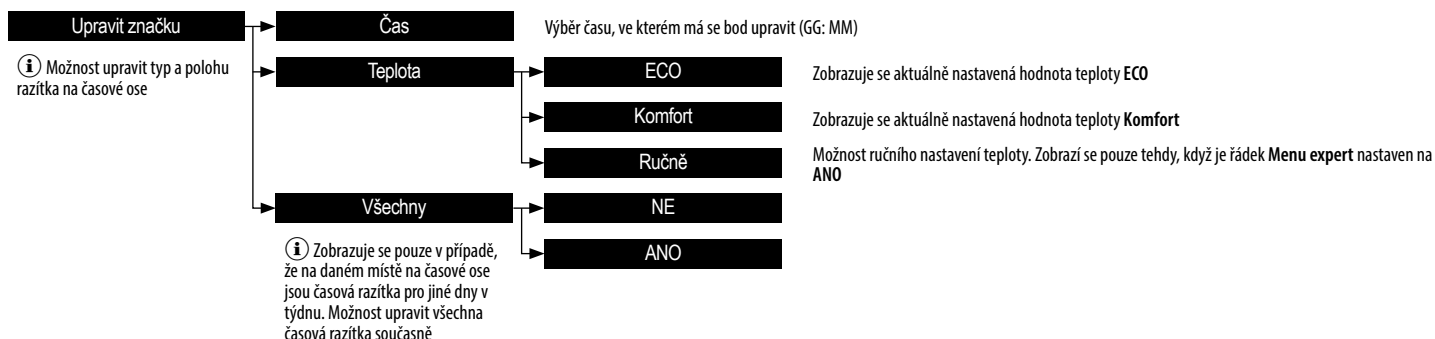 Upravit značku
Čas
Výběr času, ve kterém má se bod upravit (GG: MM)
ⓘ Možnost upravit typ a polohu
razítka na časové ose
Teplota
ECO
Zobrazuje se aktuálně nastavená hodnota teploty ECO
Komfort
Zobrazuje se aktuálně nastavená hodnota teploty Komfort
Ručně
Možnost ručního nastavení teploty. Zobrazí se pouze tehdy, když je řádek Menu expert nastaven na
ANO
Všechny
NE
ANO
ⓘ Zobrazuje se pouze v případě,
že na daném místě na časové ose
jsou časová razítka pro jiné dny v
týdnu. Možnost upravit všechna
časová razítka současně